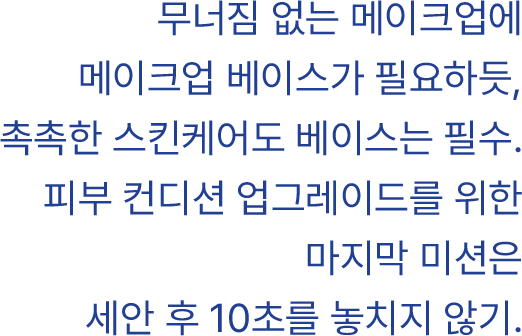 무너짐 없는 메이크업에
메이크업 베이스가 필요하듯,
촉촉한 스킨케어도 베이스는 필수.
피부 컨디션 업그레이드를 위한
마지막 미션은
세안 후 10초를 놓치지 않기.